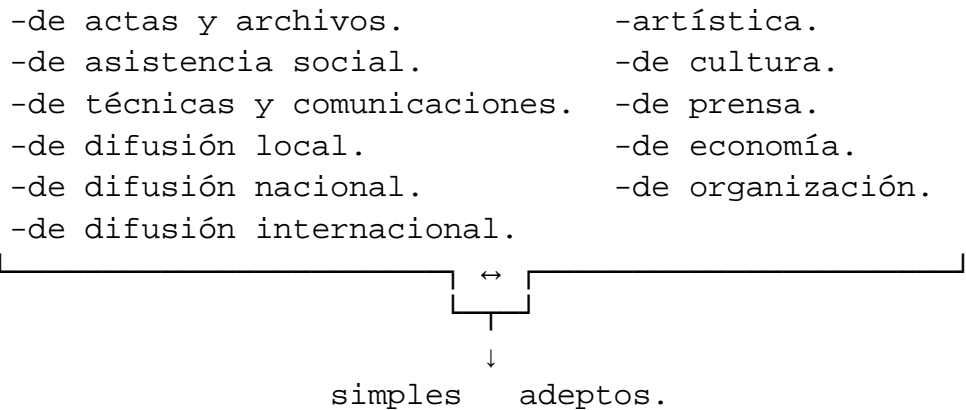 -de actas y archivos. -artística.
-de asistencia social. -de cultura.
-de técnicas y comunicaciones. -de prensa.
-de difusión local. -de economía.
-de difusión nacional. -de organización.
-de difusión internacional.
↔
↓
simples adeptos.